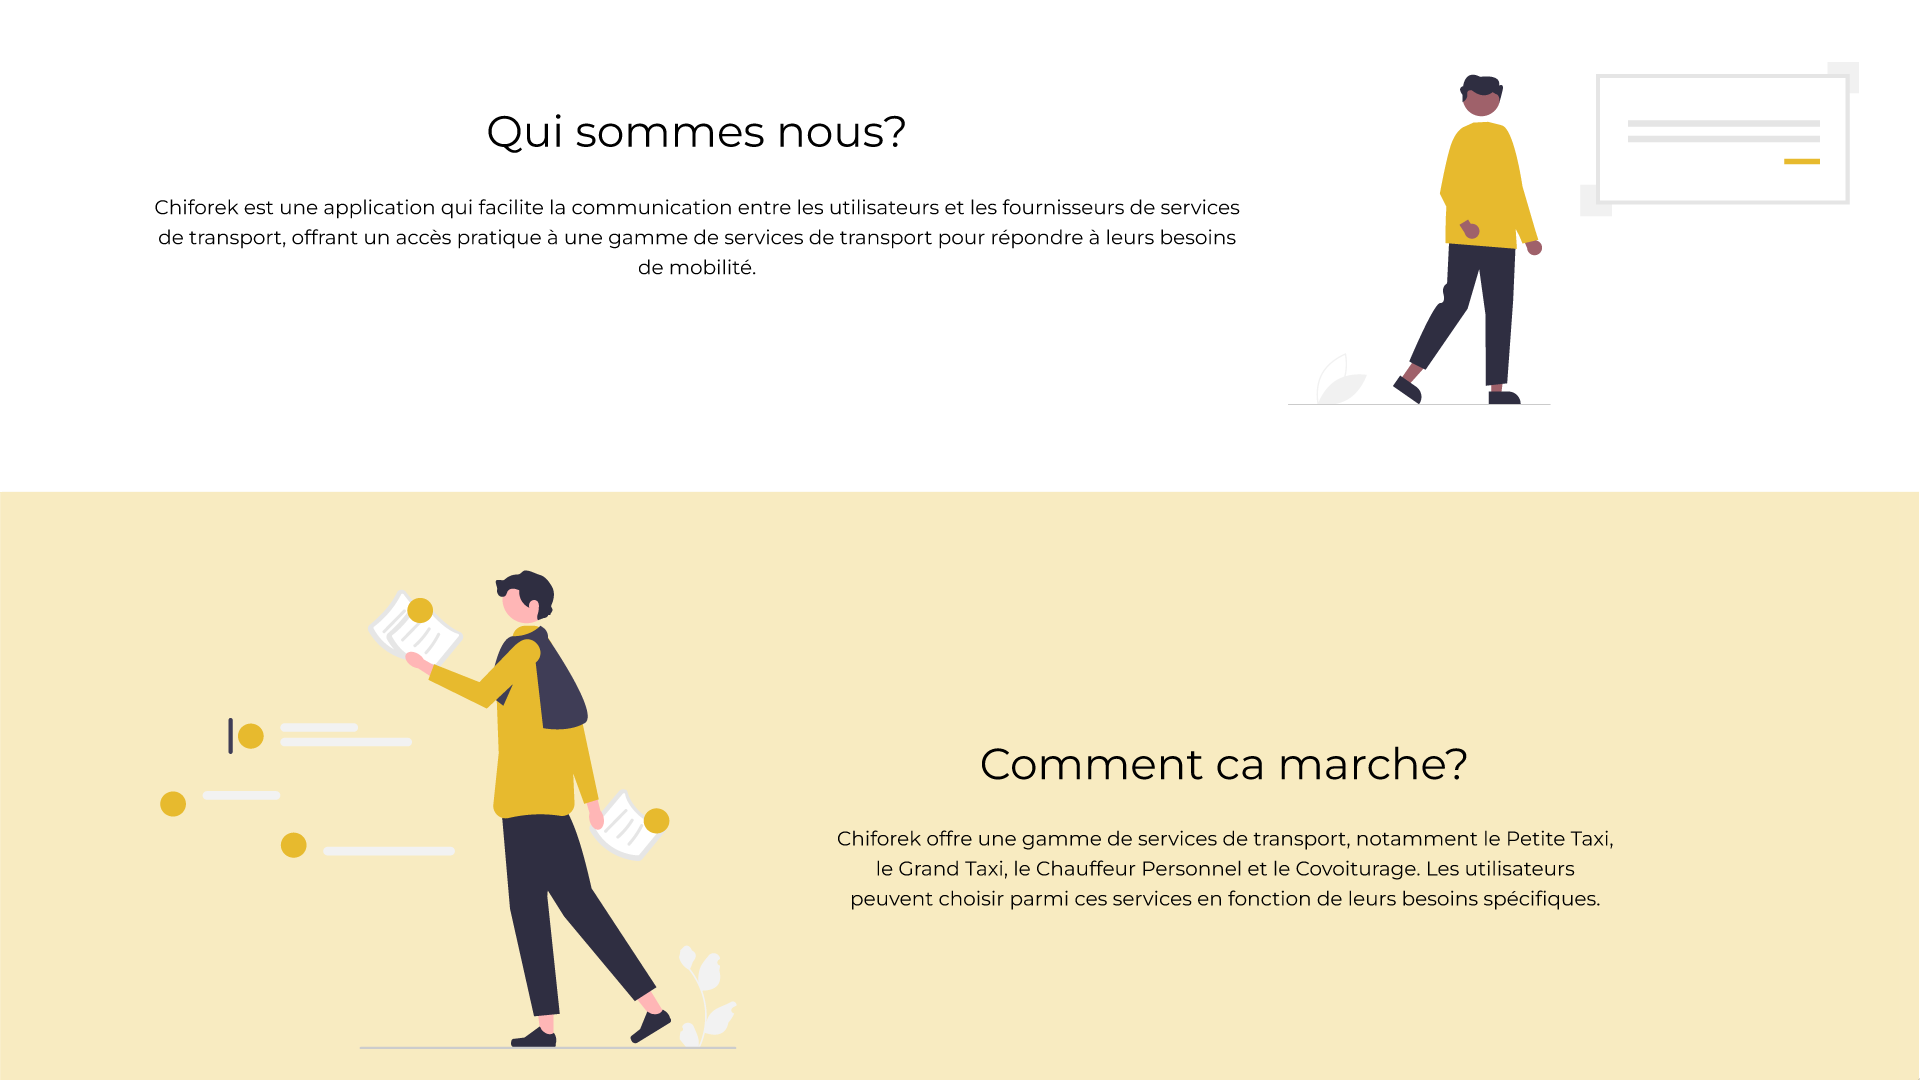 Qui sommes nous?
Chiforek est une application qui facilite la communication entre les utilisateurs et les fournisseurs de services
de transport, offrant un accès pratique à une gamme de services de transport pour répondre à leurs besoins
de mobilité.
Comment ca marche?
Chiforek offre une gamme de services de transport, notamment le Petite Taxi,
le Grand Taxi, le Chauffeur Personnel et le Covoiturage. Les utilisateurs
peuvent choisir parmi ces services en fonction de leurs besoins spécifiques.